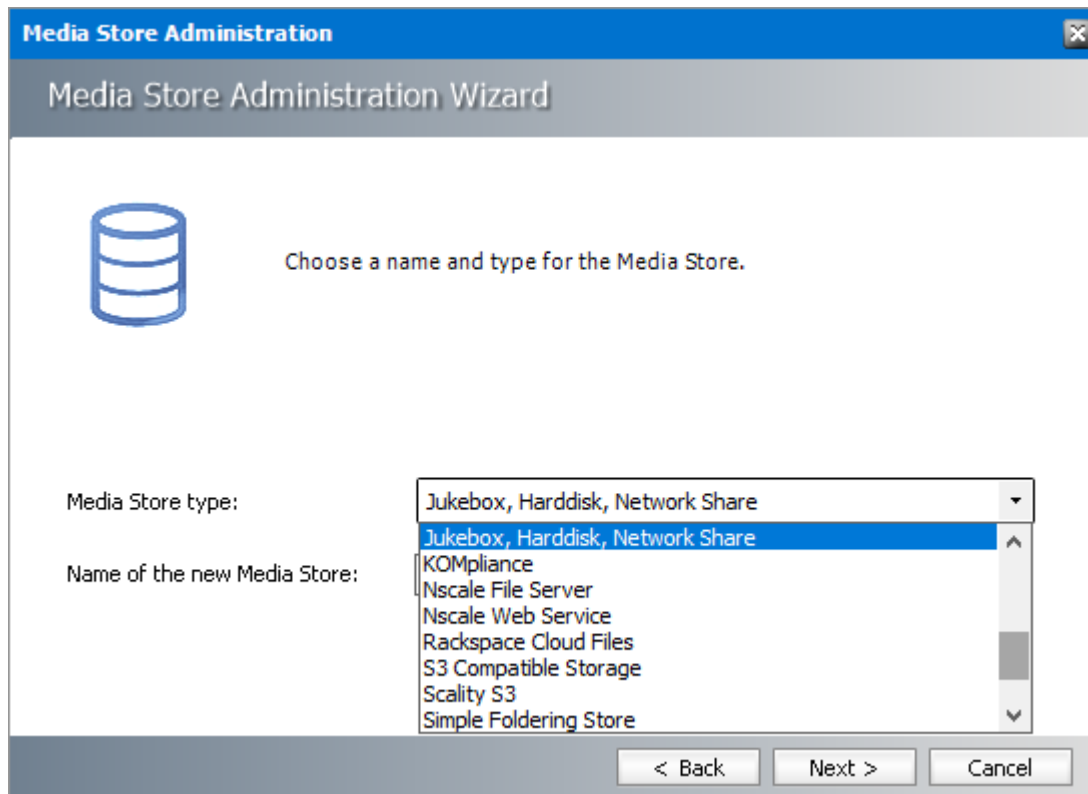 Media Store Administration
Media Store Administration Wizard
Choose a name and type for the Media Store.
Media Store type:
Jukebox, Harddisk, Network Share
Jukebox, Harddisk, Network Share
KOMpliance
Name of the new Media Store:
Nscale File Server
Nscale Web Service
Rackspace Cloud Files
S3 Compatible Storage
Scality S3
Simple Foldering Store
< Back
Next >
Cancel